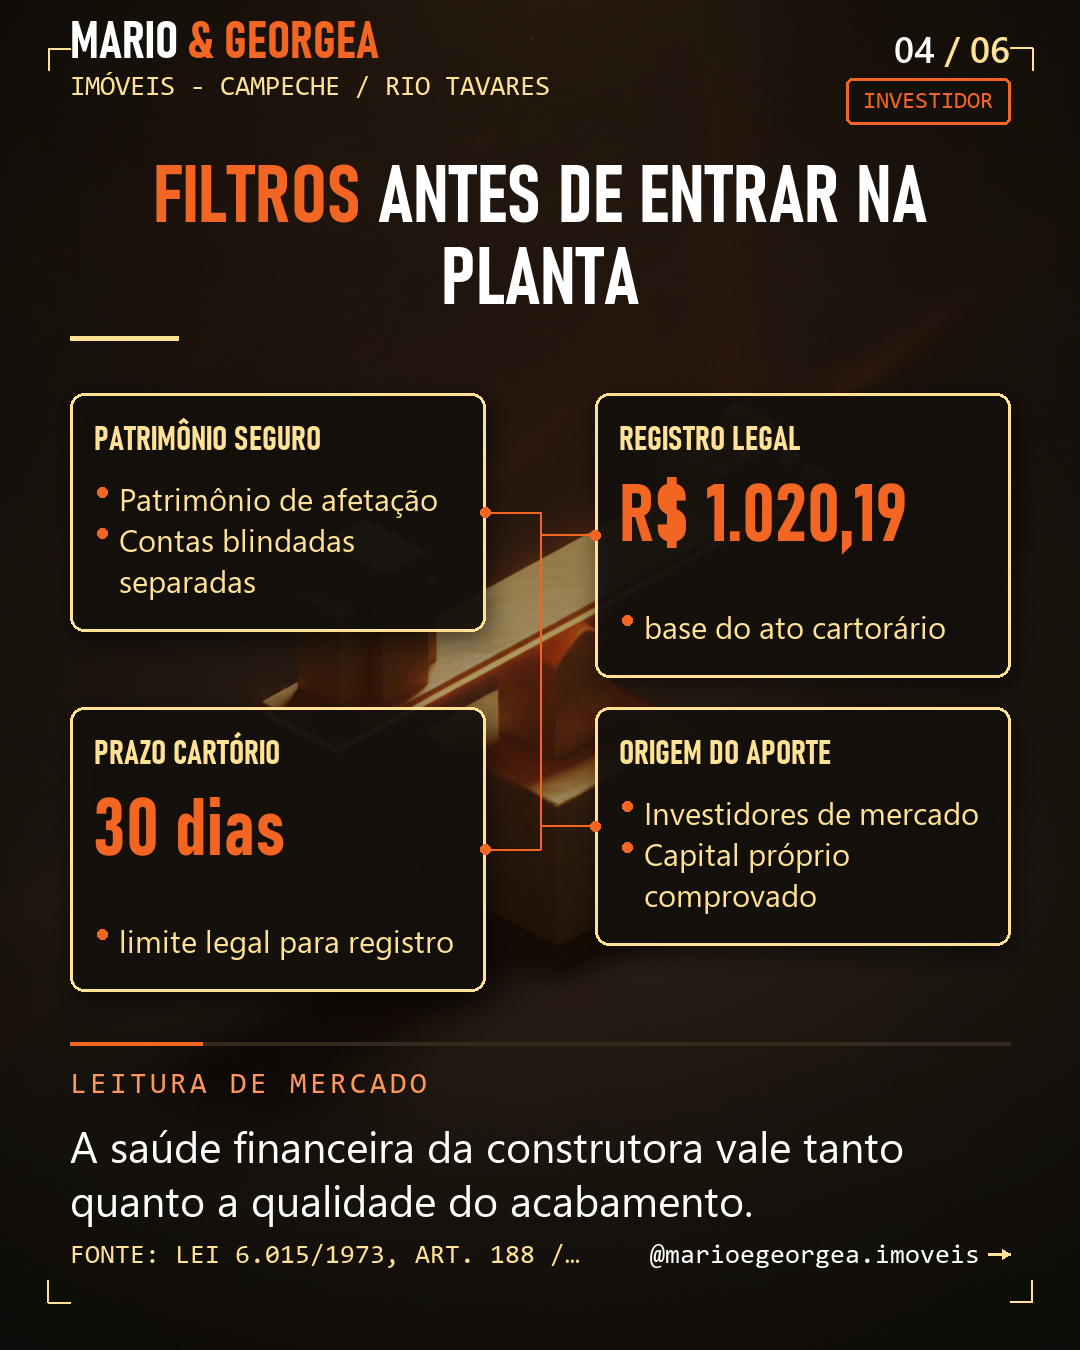 MARIO & GEORGEA
IMÓVEIS - CAMPECHE / RIO TAVARES
04 / 06
INVESTIDOR
FILTROS ANTES DE ENTRAR NA
PLANTA
PATRIMÔNIO SEGURO
• Patrimônio de afetação
• Contas blindadas
separadas
REGISTRO LEGAL
R$ 1.020,19
• base do ato cartorário
PRAZO CARTÓRIO
30 dias
• limite legal para registro
ORIGEM DO APORTE
• Investidores de mercado
• Capital próprio
comprovado
LEITURA DE MERCADO
A saúde financeira da construtora vale tanto
quanto a qualidade do acabamento.
FONTE: LEI 6.015/1973, ART. 188 /…
@marioegeorgea.imoveis